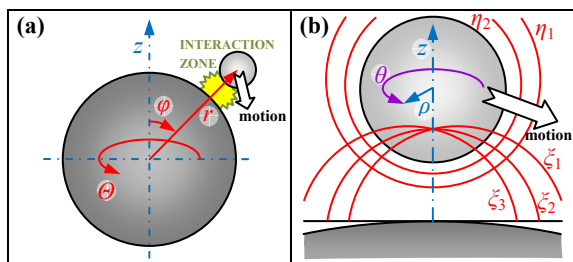 (a)
z
INTERACTION
ZONE
φ
r
motion
Θ
(b)
η₂
η₁
z
θ
ρ
motion
ξ₁
ξ₂
ξ₃